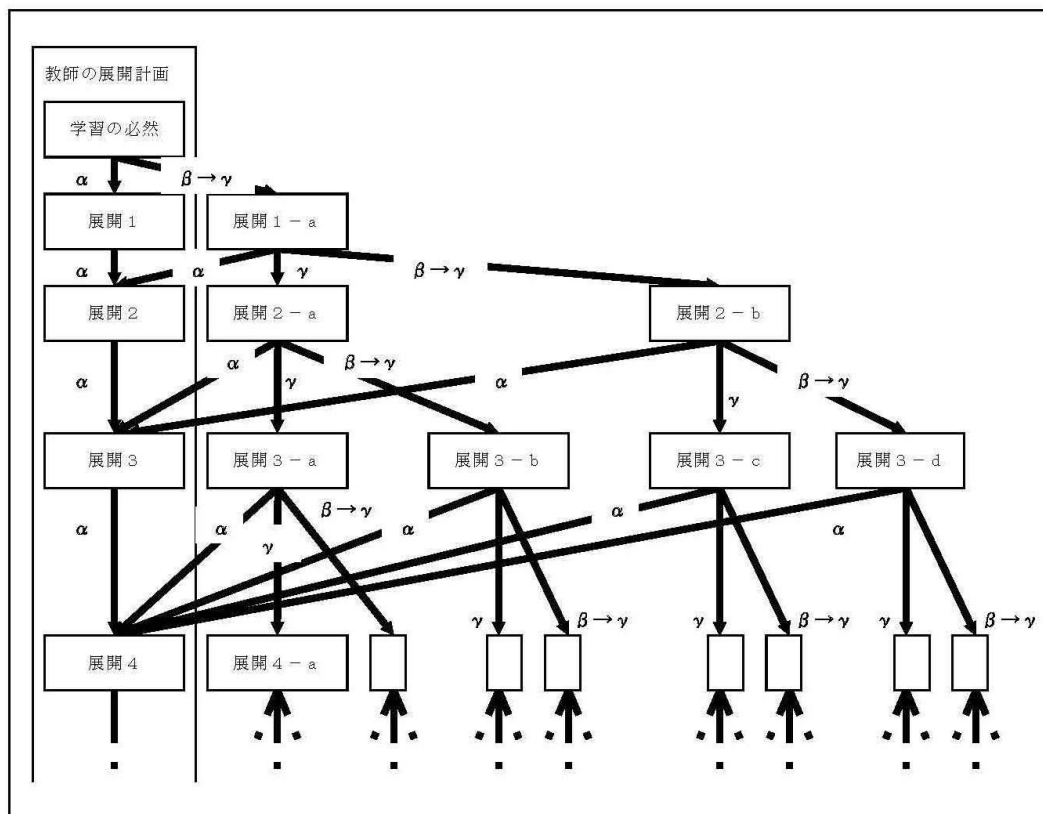 教師の展開計画
学習の必然
α
β→γ
展開1
展開1-a
α
α
γ
β→γ
展開2
展開2-a
展開2-b
α
α
γ
β→γ
α
γ
β→γ
展開3
展開3-a
展開3-b
展開3-c
展開3-d
α
α
γ
β→γ
α
α
α
γ
β→γ
γ
β→γ
γ
β→γ
展開4
展開4-a